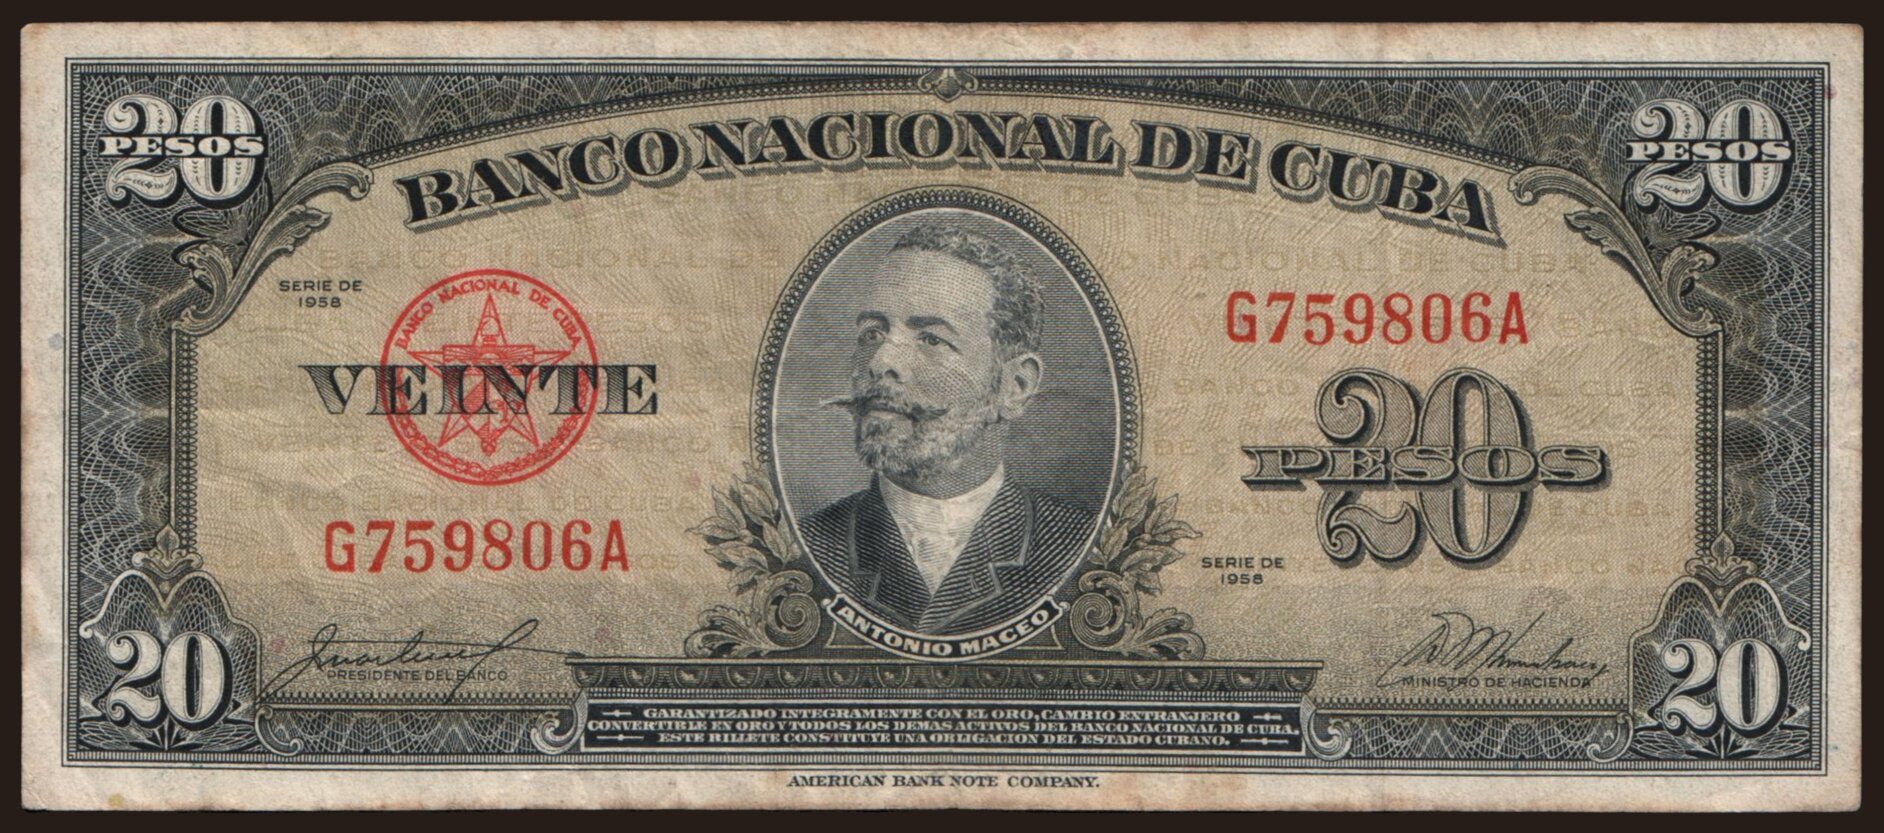 20 PESOS
20 PESOS
BANCO NACIONAL DE CUBA
SERIE DE
1958
BANCO NACIONAL DE CUBA
VEINTE
G759806A
G759806A
20
PESOS
SERIE DE
1958
ANTONIO MACEO
PRESIDENTE DEL BANCO
MINISTRO DE HACIENDA
20
20
GARANTIZADO INTEGRAMENTE CON EL ORO, CAMBIO EXTRANJERO
CONVERTIBLE EN ORO Y TODOS LOS DEMAS ACTIVOS DEL BANCO NACIONAL DE CUBA.
ESTE BILLETE CONSTITUYE UNA OBLIGACION DEL ESTADO CUBANO.
AMERICAN BANK NOTE COMPANY.